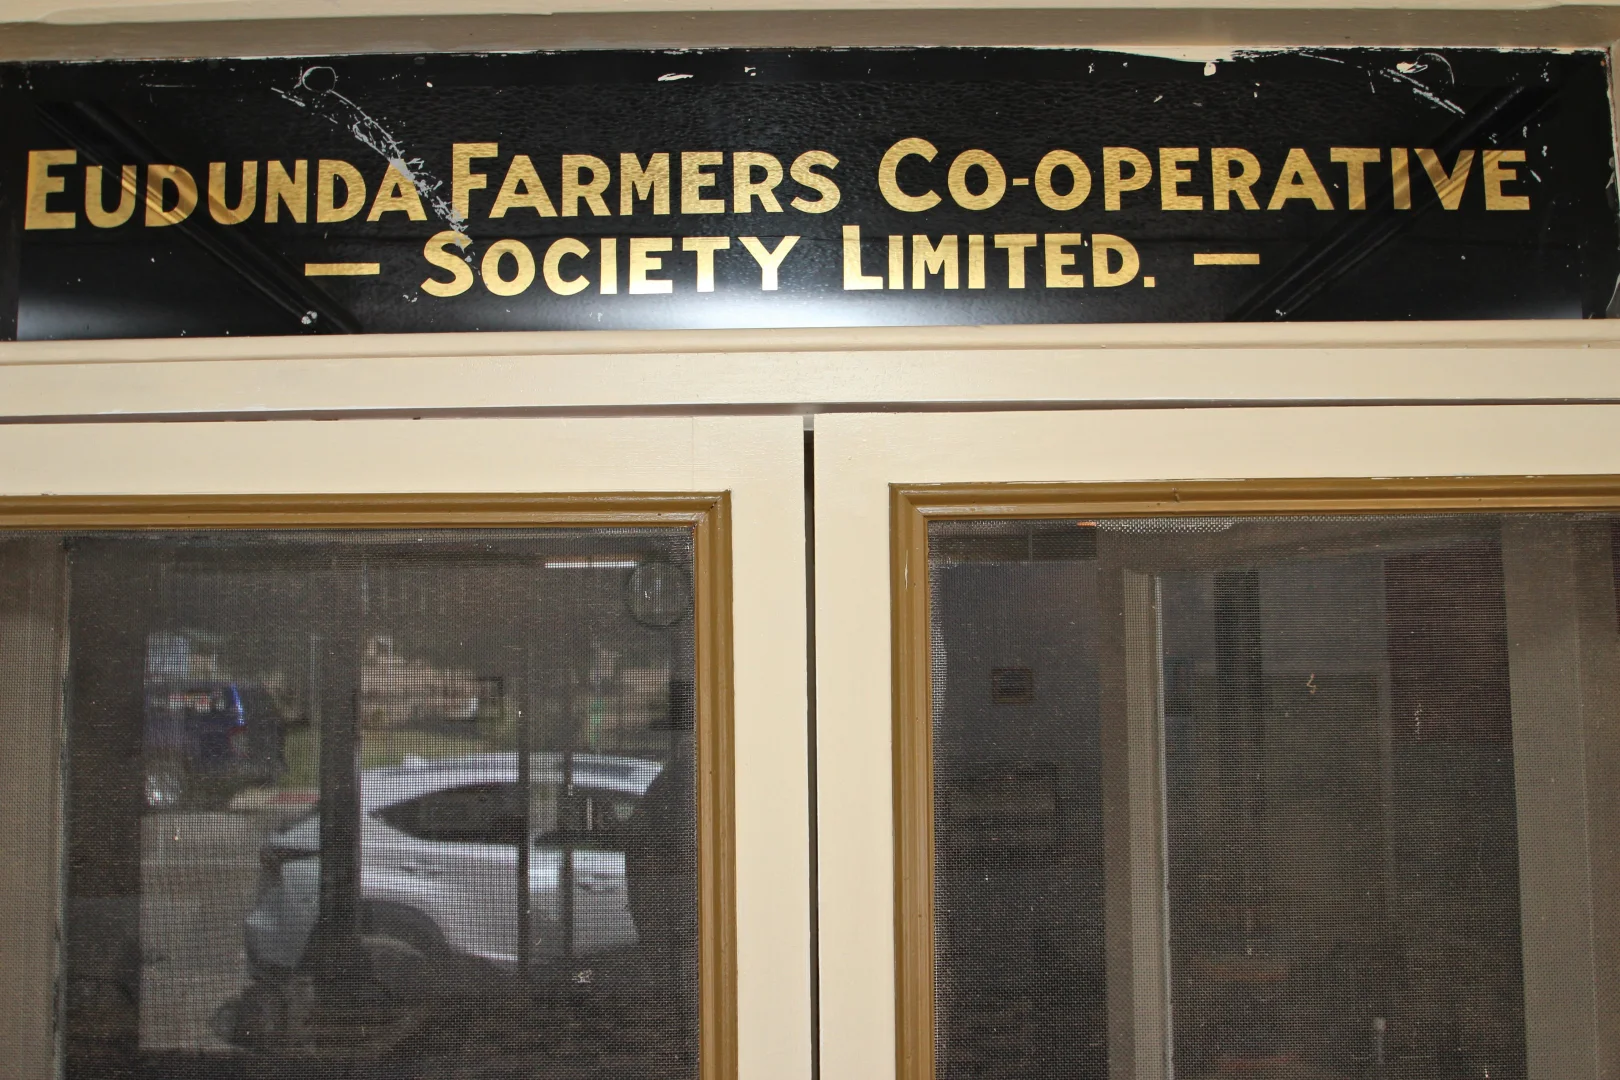 EUDUNDA FARMERS CO-OPERATIVE
— SOCIETY LIMITED. —